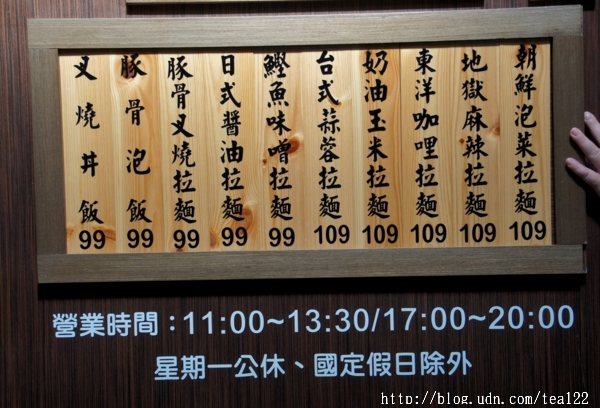 朝鮮泡菜拉麵 109
地獄麻辣拉麵 109
東洋咖哩拉麵 109
奶油玉米拉麵 109
台式蒜蓉拉麵 109
鰹魚味噌拉麵 99
日式醬油拉麵 99
豚骨叉燒拉麵 99
豚骨泡飯 99
叉燒丼飯 99
營業時間：11:00~13:30/17:00~20:00
星期一公休、國定假日除外
http://blog.udn.com/tea122